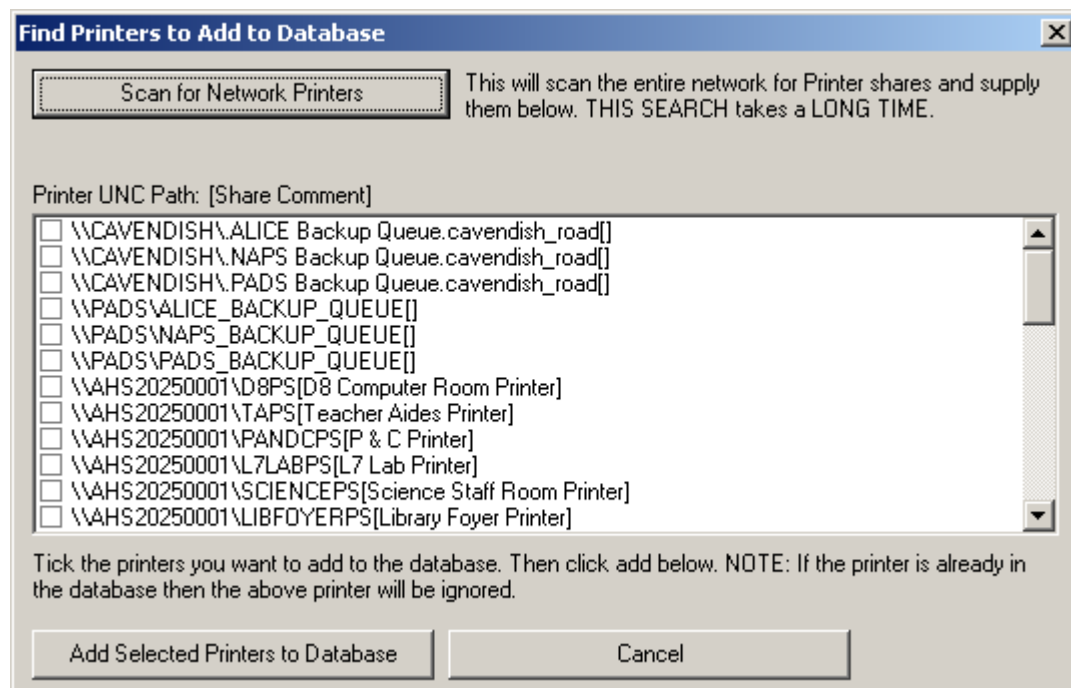 Find Printers to Add to Database
Scan for Network Printers
This will scan the entire network for Printer shares and supply
them below. THIS SEARCH takes a LONG TIME.
Printer UNC Path: [Share Comment]
\\CAVENDISH\.ALICE Backup Queue.cavendish_road[]
\\CAVENDISH\.NAPS Backup Queue.cavendish_road[]
\\CAVENDISH\.PADS Backup Queue.cavendish_road[]
\\PADS\ALICE_BACKUP_QUEUE[]
\\PADS\NAPS_BACKUP_QUEUE[]
\\PADS\PADS_BACKUP_QUEUE[]
\\AHS20250001\D8PS[D8 Computer Room Printer]
\\AHS20250001\TAPS[Teacher Aides Printer]
\\AHS20250001\PANDCPS[P & C Printer]
\\AHS20250001\L7LABPS[L7 Lab Printer]
\\AHS20250001\SCIENCEPS[Science Staff Room Printer]
\\AHS20250001\LIBFOYERPS[Library Foyer Printer]
Tick the printers you want to add to the database. Then click add below. NOTE: If the printer is already in
the database then the above printer will be ignored.
Add Selected Printers to Database
Cancel